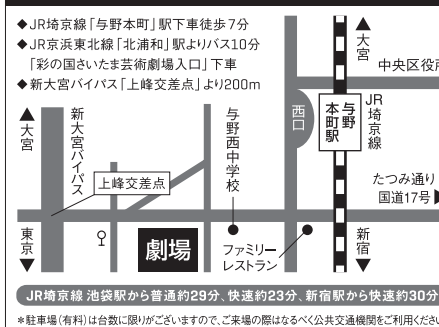 ◆JR埼京線「与野本町」駅下車徒歩7分
◆JR京浜東北線「北浦和」駅よりバス10分
「彩の国さいたま芸術劇場入口」下車
◆新大宮バイパス「上峰交差点」より200m
▲大宮
中央区役所
▲大宮
新大宮バイパス
与野西中学校
西口
与野本町駅
JR埼京線
上峰交差点
たつみ通り
国道17号▶
東京▼
劇場
ファミリーレストラン
新宿▼
JR埼京線 池袋駅から普通約29分、快速約23分、新宿駅から快速約30分
*駐車場(有料)は台数に限りがございますので、ご来場の際はなるべく公共交通機関をご利用くださ